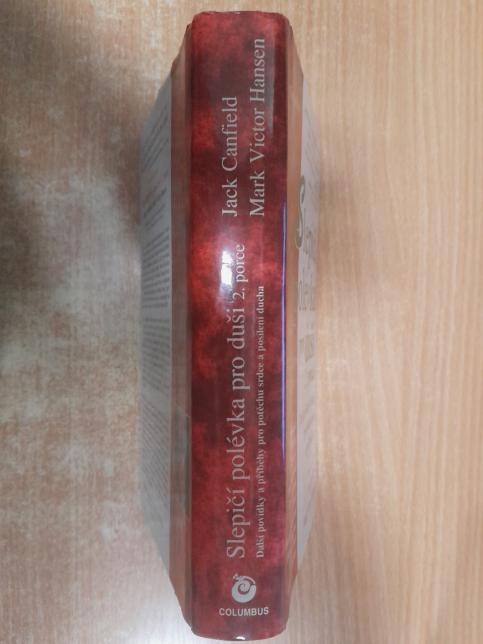 Slepičí polévka pro duši 2. porce
Další povídky a příběhy pro potěchu srdce a posílení ducha
Jack Canfield
Mark Victor Hansen
COLUMBUS